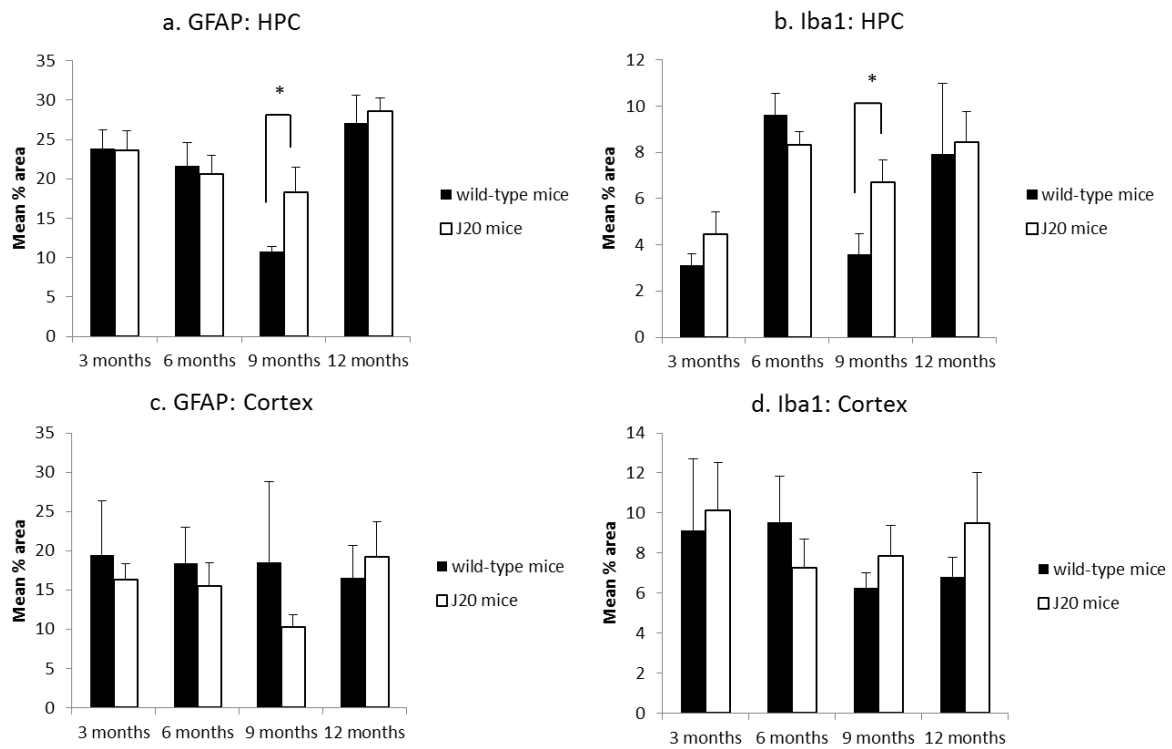 a. GFAP: HPC
35
30
25
20
15
10
5
0
Mean % area
*
3 months 6 months 9 months 12 months
wild-type mice
J20 mice
b. Iba1: HPC
12
10
8
6
4
2
0
Mean % area
*
3 months 6 months 9 months 12 months
wild-type mice
J20 mice
c. GFAP: Cortex
35
30
25
20
15
10
5
0
Mean % area
3 months 6 months 9 months 12 months
wild-type mice
J20 mice
d. Iba1: Cortex
14
12
10
8
6
4
2
0
Mean % area
3 months 6 months 9 months 12 months
wild-type mice
J20 mice